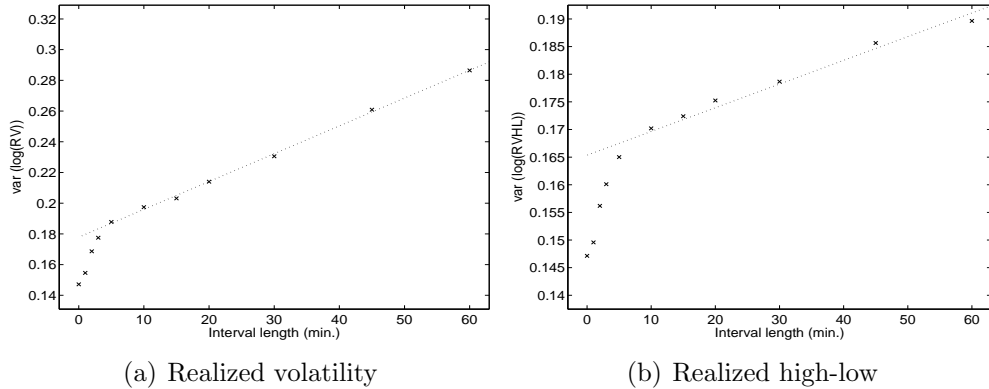 0.32
0.3
0.28
0.26
0.24
0.22
0.2
0.18
0.16
0.14
var (log(RV))
0 10 20 30 40 50 60
Interval length (min.)
(a) Realized volatility
0.19
0.185
0.18
0.175
0.17
0.165
0.16
0.155
0.15
0.145
0.14
var (log(RVHL))
0 10 20 30 40 50 60
Interval length (min.)
(b) Realized high-low